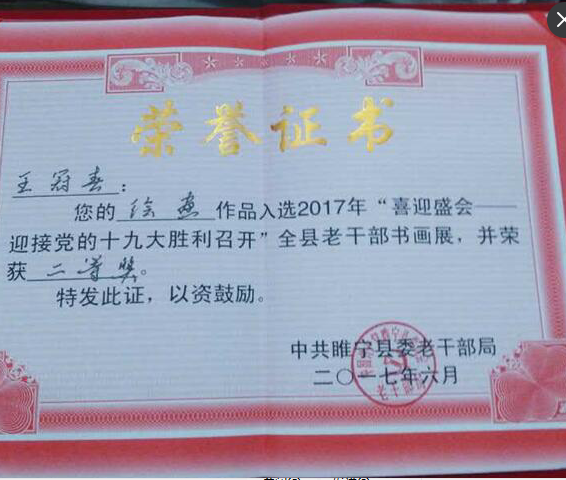 荣誉证书
王冠春：
您的绘画作品入选2017年“喜迎盛会——
迎接党的十九大胜利召开”全县老干部书画展，并荣
获二等奖。
特发此证，以资鼓励。
中共睢宁县委老干部局
二〇一七年六月